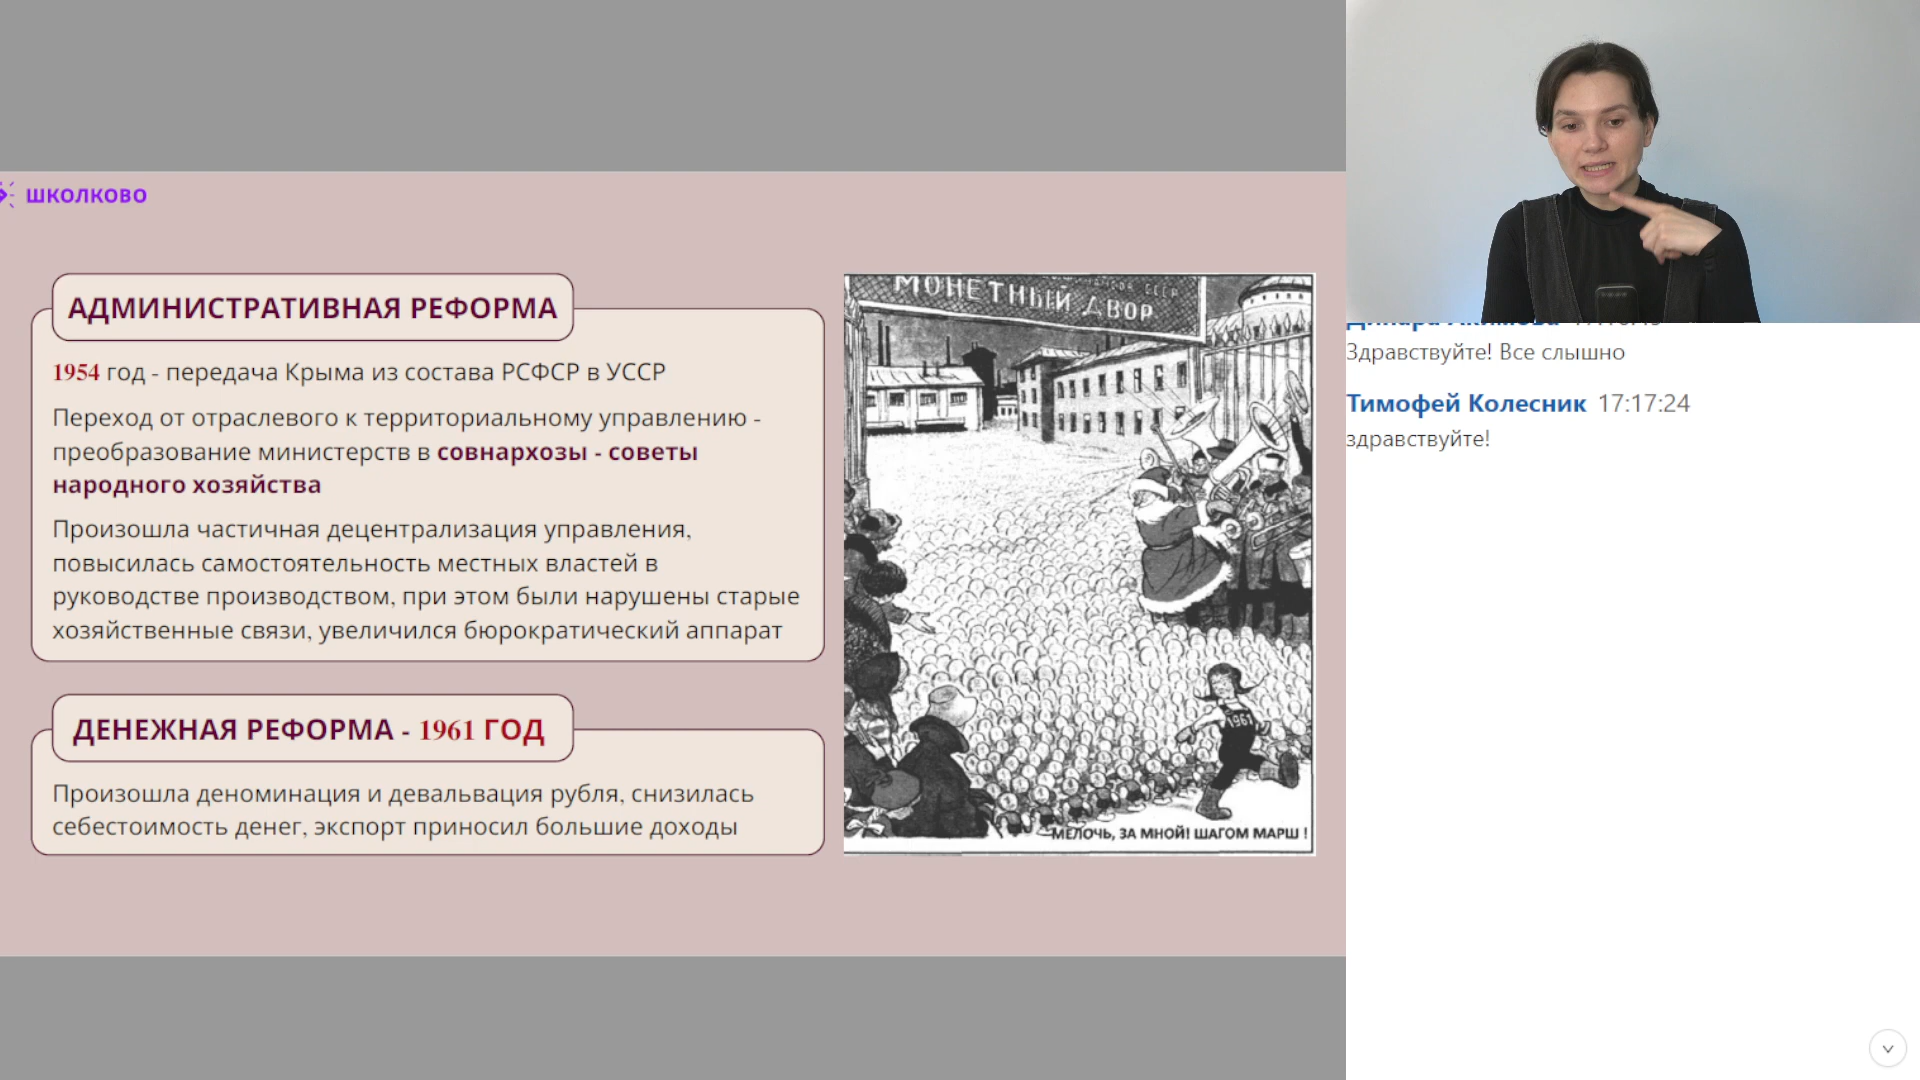 ШКОЛКОВО
АДМИНИСТРАТИВНАЯ РЕФОРМА
1954 год - передача Крыма из состава РСФСР в УССР
Переход от отраслевого к территориальному управлению -
преобразование министерств в совнархозы - советы
народного хозяйства
Произошла частичная децентрализация управления,
повысилась самостоятельность местных властей в
руководстве производством, при этом были нарушены старые
хозяйственные связи, увеличился бюрократический аппарат
ДЕНЕЖНАЯ РЕФОРМА - 1961 ГОД
Произошла деноминация и девальвация рубля, снизилась
себестоимость денег, экспорт приносил большие доходы
СССР
МОНЕТНЫЙ ДВОР
1961
МЕЛОЧЬ, ЗА МНОЙ! ШАГОМ МАРШ !
Здравствуйте! Все слышно
Тимофей Колесник 17:17:24
здравствуйте!